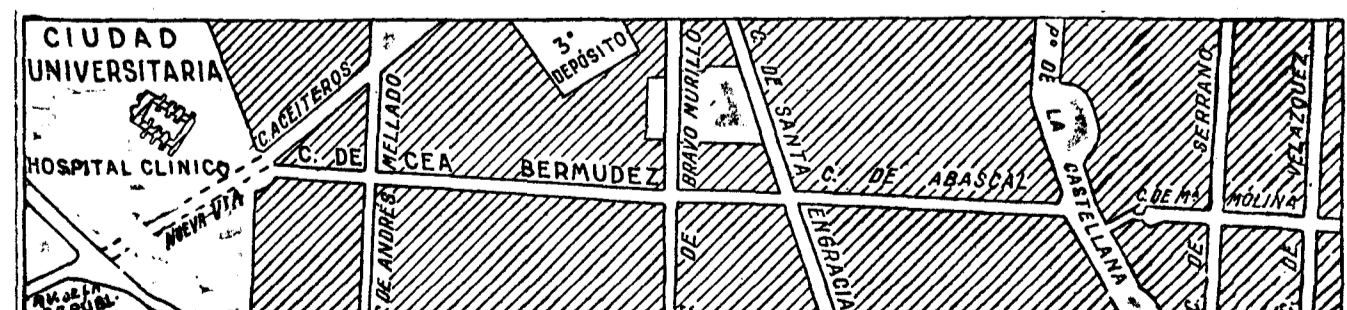 CIUDAD
UNIVERSITARIA
HOSPITAL CLINICO
NUEVA VIA
C. ACEITEROS
C. DE CEA BERMUDEZ
MELLADO
DE ANDRES
3º
DEPÓSITO
BRAVO MURILLO
DE
C. DE SANTA ENGRACIA
C. DE ABASCAL
Pº DE LA CASTELLANA
C. DE Mª MOLINA
SERRANO
C. DE
VELAZQUEZ
C. DE